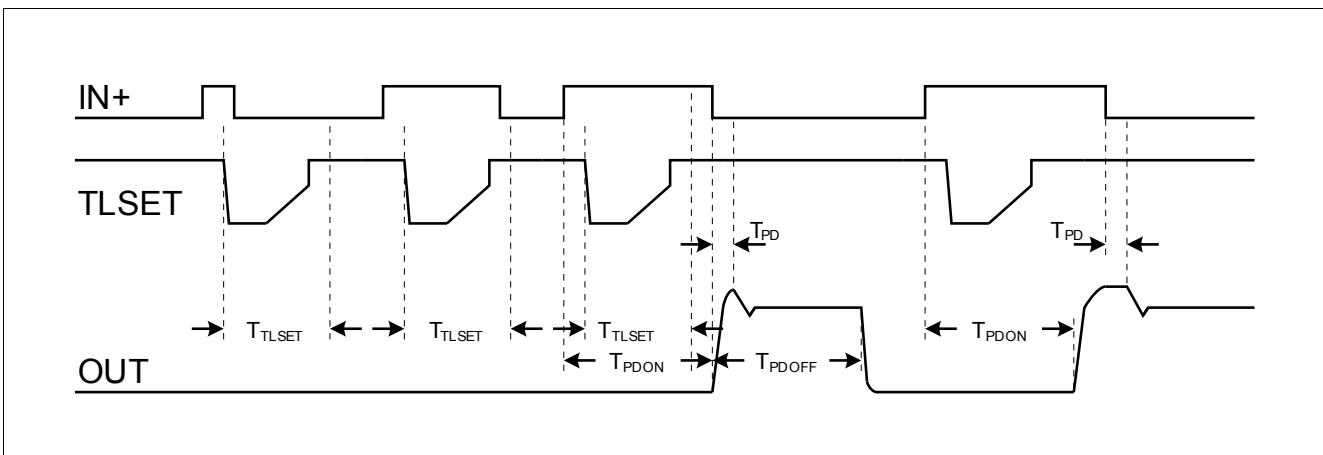 IN+
TLSET
TPD
TPD
TTLSET
TTLSET
TTLSET
TPDON
TPDON
TPDOFF
OUT